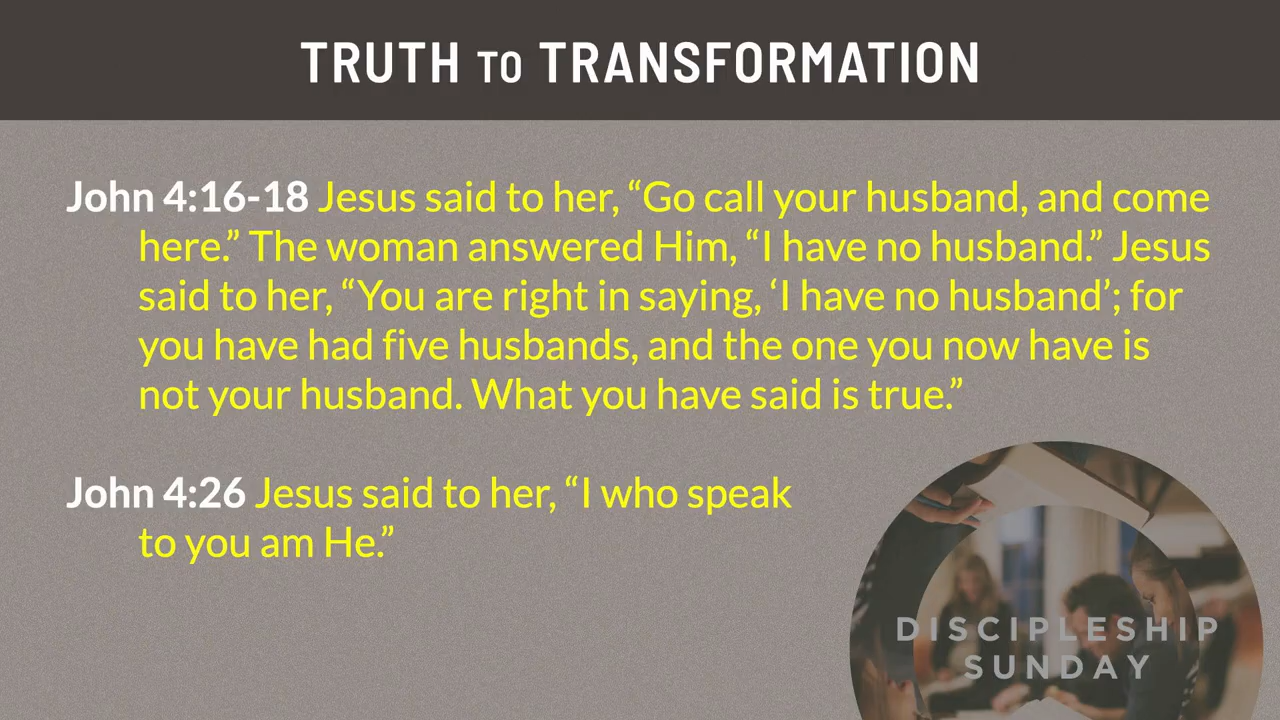 TRUTH TO TRANSFORMATION
John 4:16-18 Jesus said to her, “Go call your husband, and come
here.” The woman answered Him, “I have no husband.” Jesus
said to her, “You are right in saying, ‘I have no husband’; for
you have had five husbands, and the one you now have is
not your husband. What you have said is true.”
John 4:26 Jesus said to her, “I who speak
to you am He.”
DISCIPLESHIP
SUNDAY